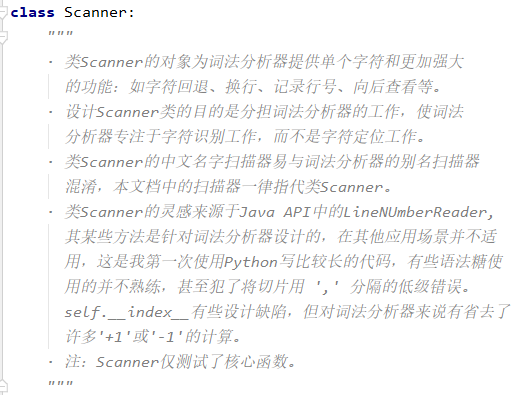 class Scanner:
"""
· 类Scanner的对象为词法分析器提供单个字符和更加强大
的功能：如字符回退、换行、记录行号、向后查看等。
· 设计Scanner类的目的是分担词法分析器的工作，使词法
分析器专注于字符识别工作，而不是字符定位工作。
· 类Scanner的中文名字扫描器易与词法分析器的别名扫描器
混淆，本文档中的扫描器一律指代类Scanner。
· 类Scanner的灵感来源于Java API中的LineNUmberReader,
其某些方法是针对词法分析器设计的，在其他应用场景并不适
用，这是我第一次使用Python写比较长的代码，有些语法糖使
用的并不熟练，甚至犯了将切片用 ',' 分隔的低级错误。
self.__index__有些设计缺陷，但对词法分析器来说有省去了
许多'+1'或'-1'的计算。
· 注：Scanner仅测试了核心函数。
"""